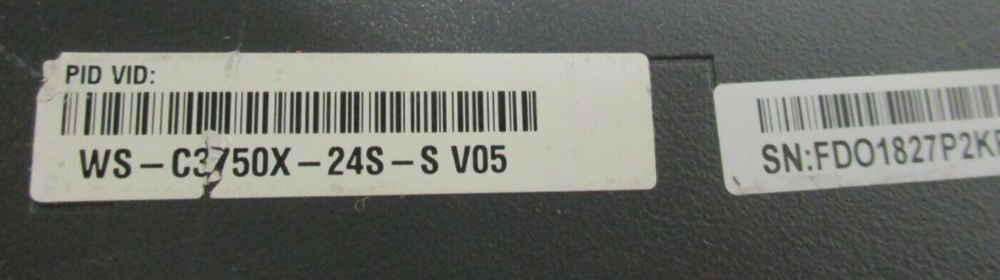 PID VID:
WS-C3750X-24S-S V05
SN:FDO1827P2K